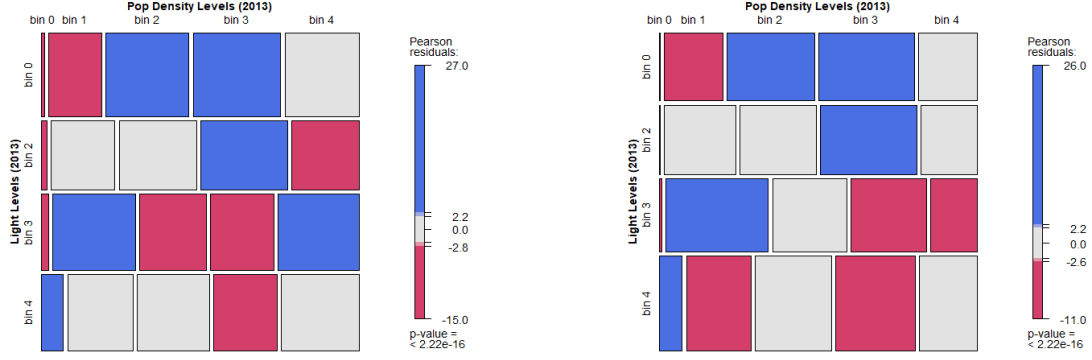 Pop Density Levels (2013)
bin 0 bin 1 bin 2 bin 3 bin 4
Light Levels (2013)
bin 0
bin 2
bin 3
bin 4
Pearson
residuals:
27.0
2.2
0.0
-2.8
-15.0
p-value =
< 2.22e-16
Pop Density Levels (2013)
bin 0 bin 1 bin 2 bin 3 bin 4
Light Levels (2013)
bin 0
bin 2
bin 3
bin 4
Pearson
residuals:
26.0
2.2
0.0
-2.6
-11.0
p-value =
< 2.22e-16